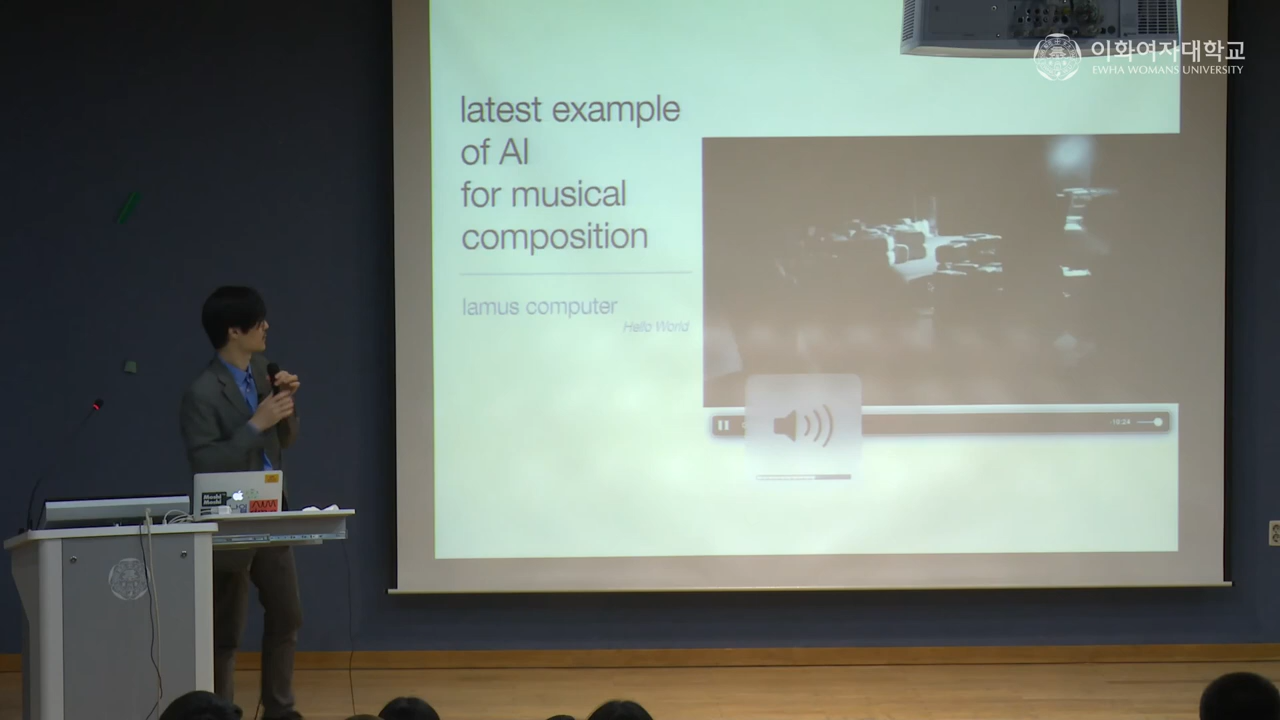 이화여자대학교
EWHA WOMANS UNIVERSITY
latest example
of AI
for musical
composition
Iamus computer
Hello World